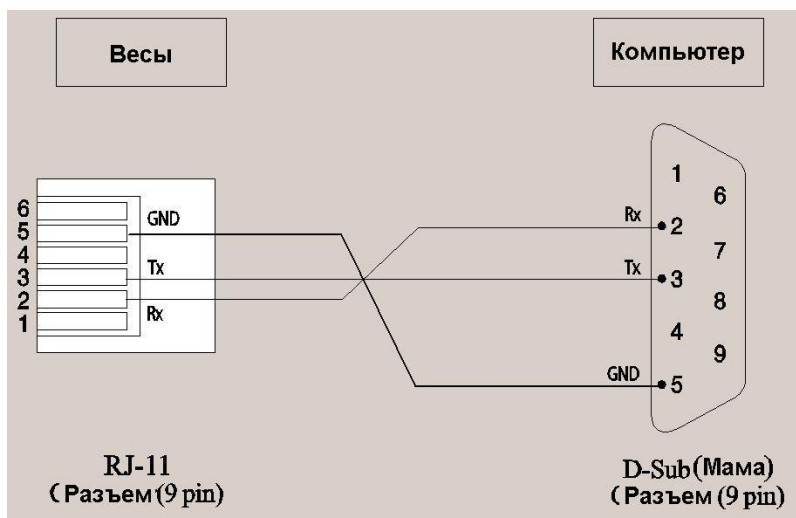 Весы
Компьютер
6
5
4
3
2
1
GND
Tx
Rx
Rx
Tx
GND
1
2
3
4
5
6
7
8
9
RJ-11
(Разъем (9 pin)
D-Sub (Мама)
(Разъем (9 pin)